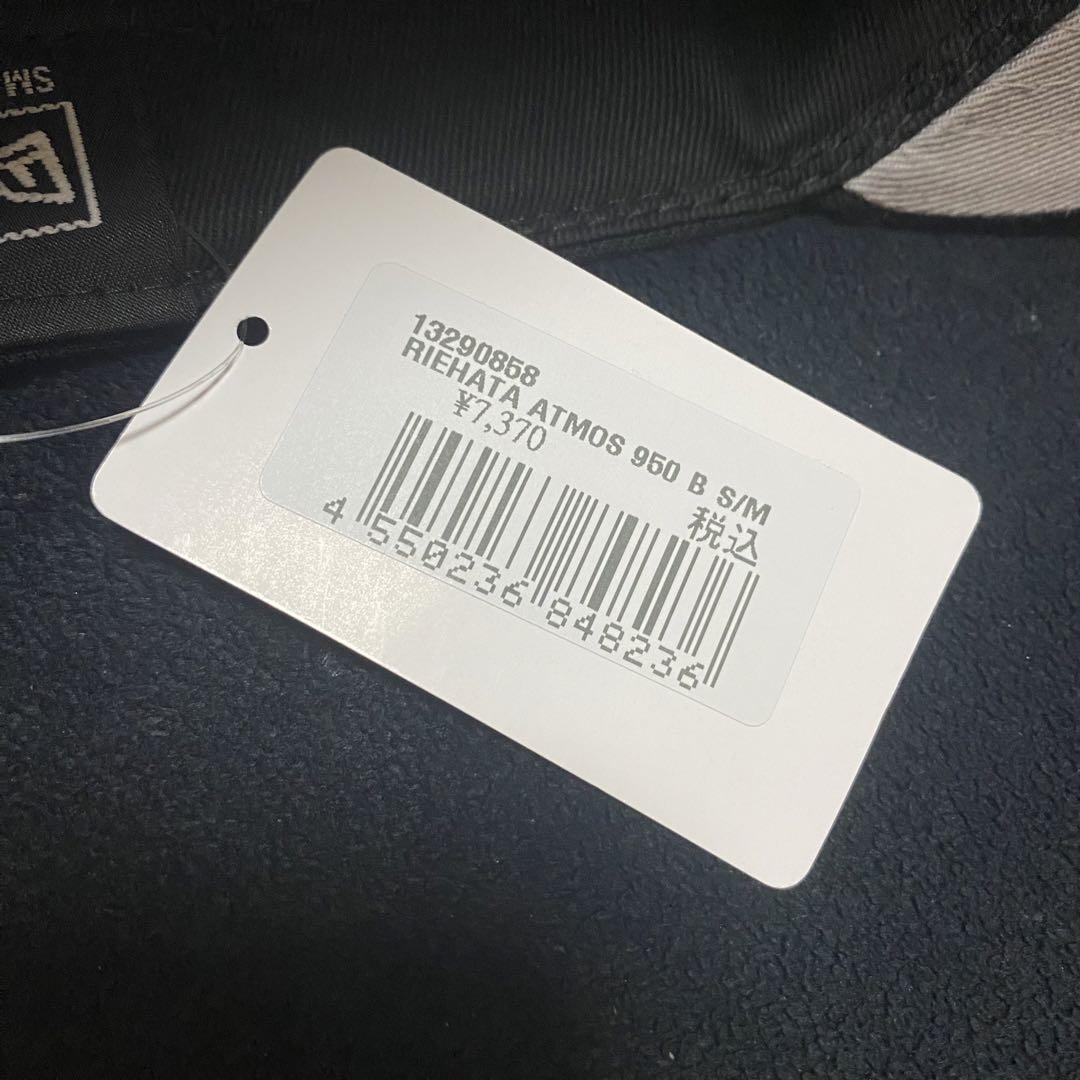 13290858
RIEHATA ATMOS 950 B S/M
¥7,370
税込
4 550236 848236